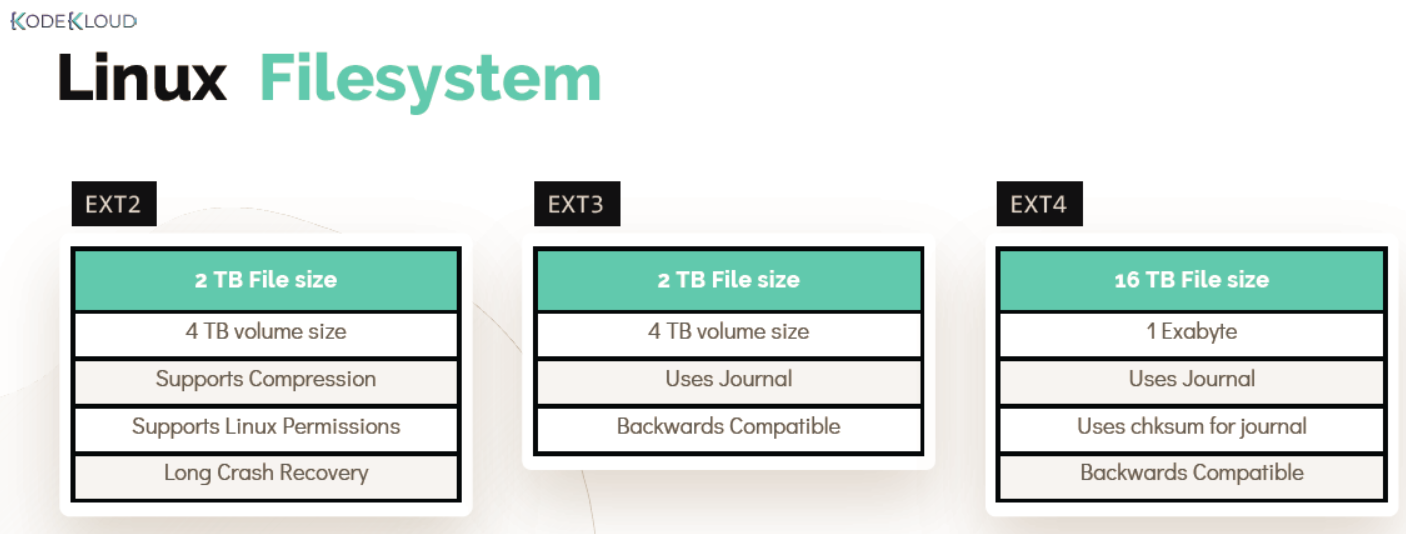 KODEKLOUD
Linux Filesystem
EXT2
2 TB File size
4 TB volume size
Supports Compression
Supports Linux Permissions
Long Crash Recovery
EXT3
2 TB File size
4 TB volume size
Uses Journal
Backwards Compatible
EXT4
16 TB File size
1 Exabyte
Uses Journal
Uses chksum for journal
Backwards Compatible